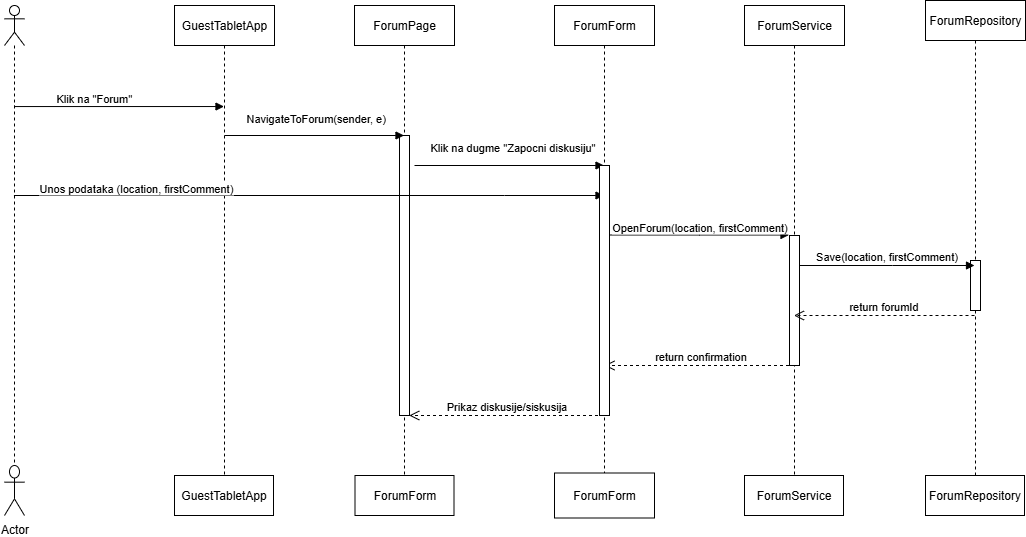 GuestTabletApp
ForumPage
ForumForm
ForumService
ForumRepository
Klik na "Forum"
NavigateToForum(sender, e)
Klik na dugme "Zapocni diskusiju"
Unos podataka (location, firstComment)
OpenForum(location, firstComment)
Save(location, firstComment)
return forumId
return confirmation
Prikaz diskusije/siskusija
GuestTabletApp
ForumForm
ForumForm
ForumService
ForumRepository
Actor